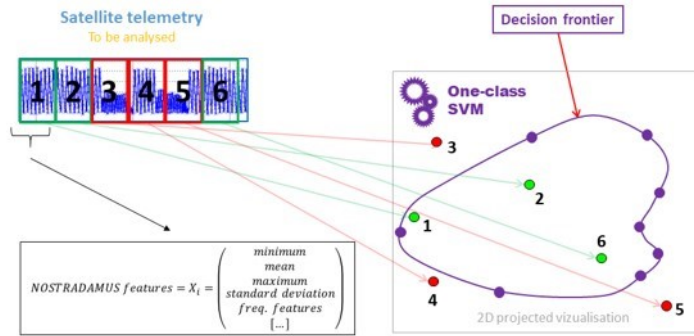 Satellite telemetry
To be analysed
1 2 3 4 5 6
Decision frontier
One-class
SVM
3
2
1
6
4
5
2D projected vizualisation
NOSTRADAMUS features = X_i =
minimum
mean
maximum
standard deviation
freq. features
[...]